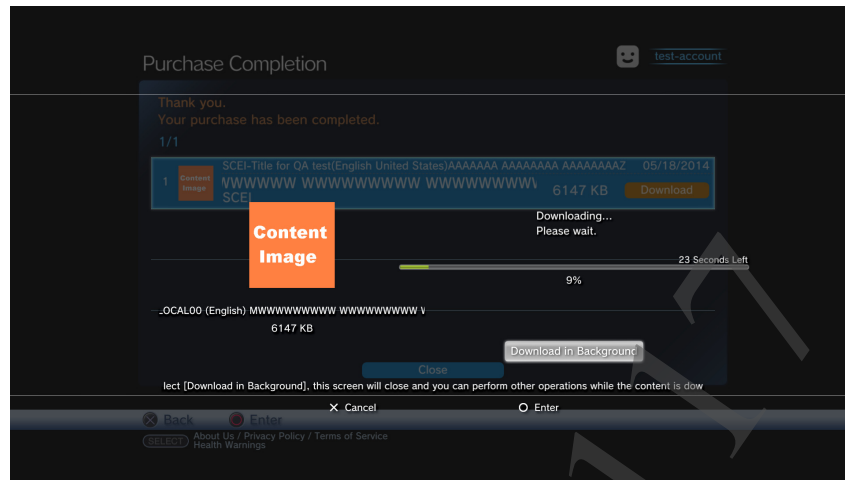 Purchase Completion
test-account
Thank you.
Your purchase has been completed.
1/1
SCEI-Title for QA test(English United States)AAAAAAA AAAAAAAA AAAAAAAAZ 05/18/2014
1 Content Image WWWWWW WWWWWWWWW WWWWWWWW 6147 KB Download
SCEI
Downloading...
Please wait.
Content
Image
23 Seconds Left
9%
LOCAL00 (English) MWWWWWWWWW WWWWWWWWW W
6147 KB
Download in Background
Close
lect [Download in Background], this screen will close and you can perform other operations while the content is dow
X Cancel
O Enter
Back
Enter
SELECT About Us / Privacy Policy / Terms of Service
Health Warnings
117